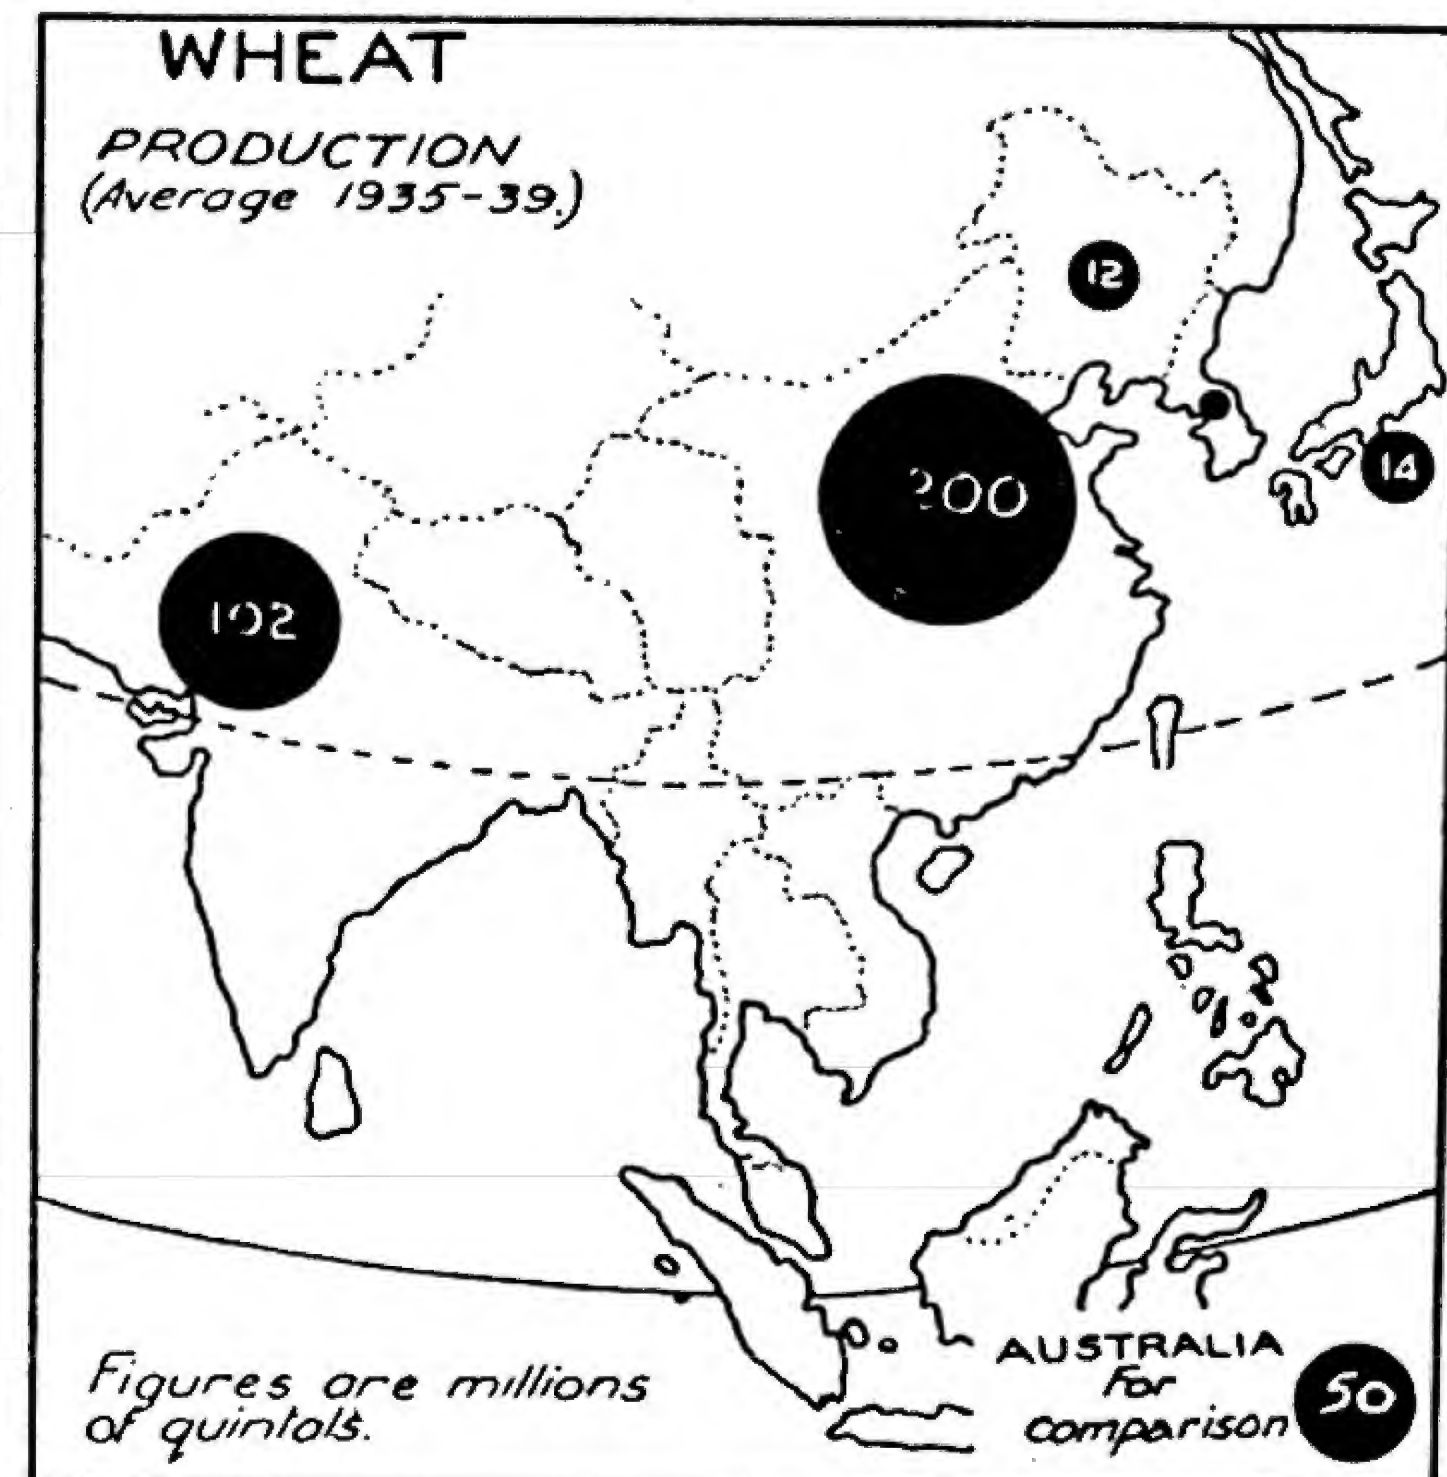 WHEAT
PRODUCTION
(Average 1935-39.)
12
14
200
102
AUSTRALIA
For
comparison
50
Figures are millions
of quintals.